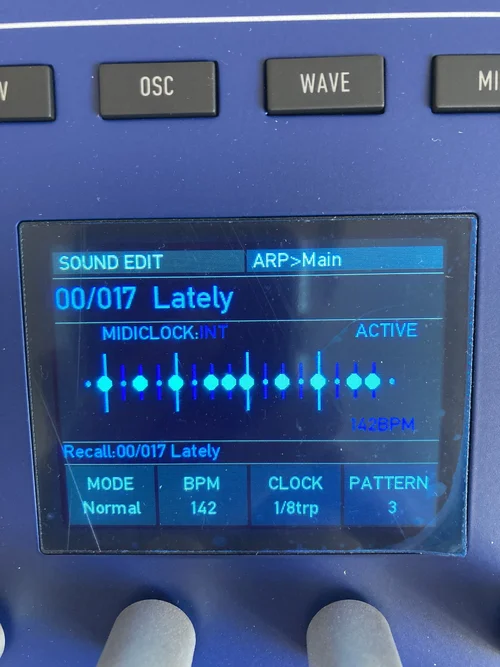 V OSC WAVE MI
SOUND EDIT ARP>Main
00/017 Lately
MIDICLOCK:INT ACTIVE
142BPM
Recall:00/017 Lately
MODE BPM CLOCK PATTERN
Normal 142 1/8trp 3